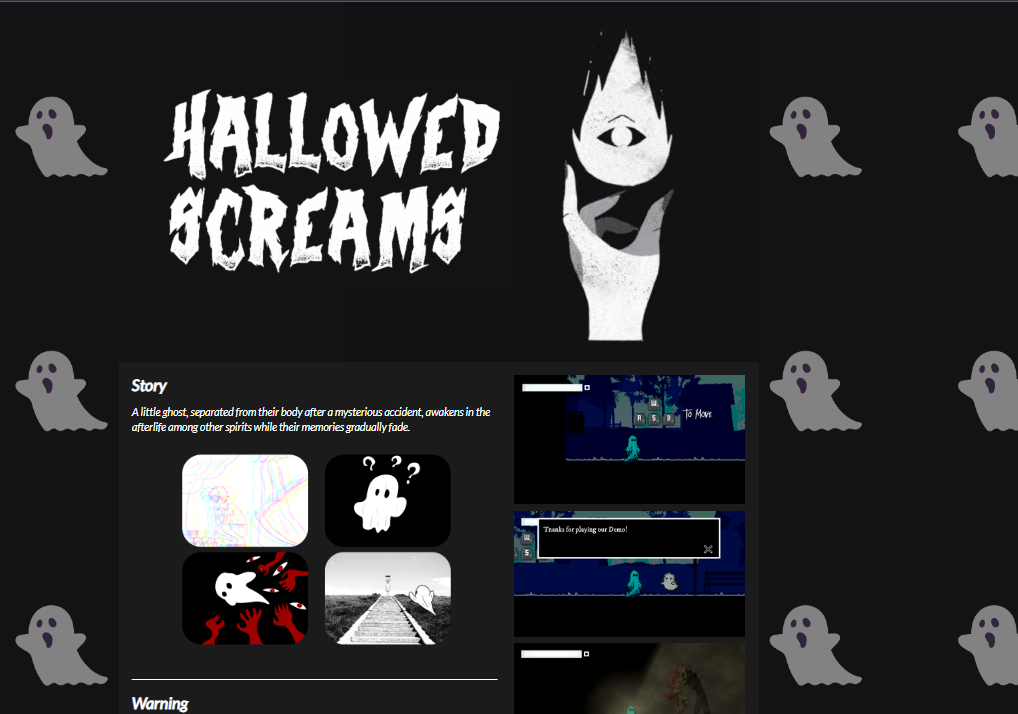 HALLOWED
SCREAMS
Story
A little ghost, separated from their body after a mysterious accident, awakens in the
afterlife among other spirits while their memories gradually fade.
? ? ?
W
A S D
To Move
Thanks for playing our Demo!
W
S
Warning